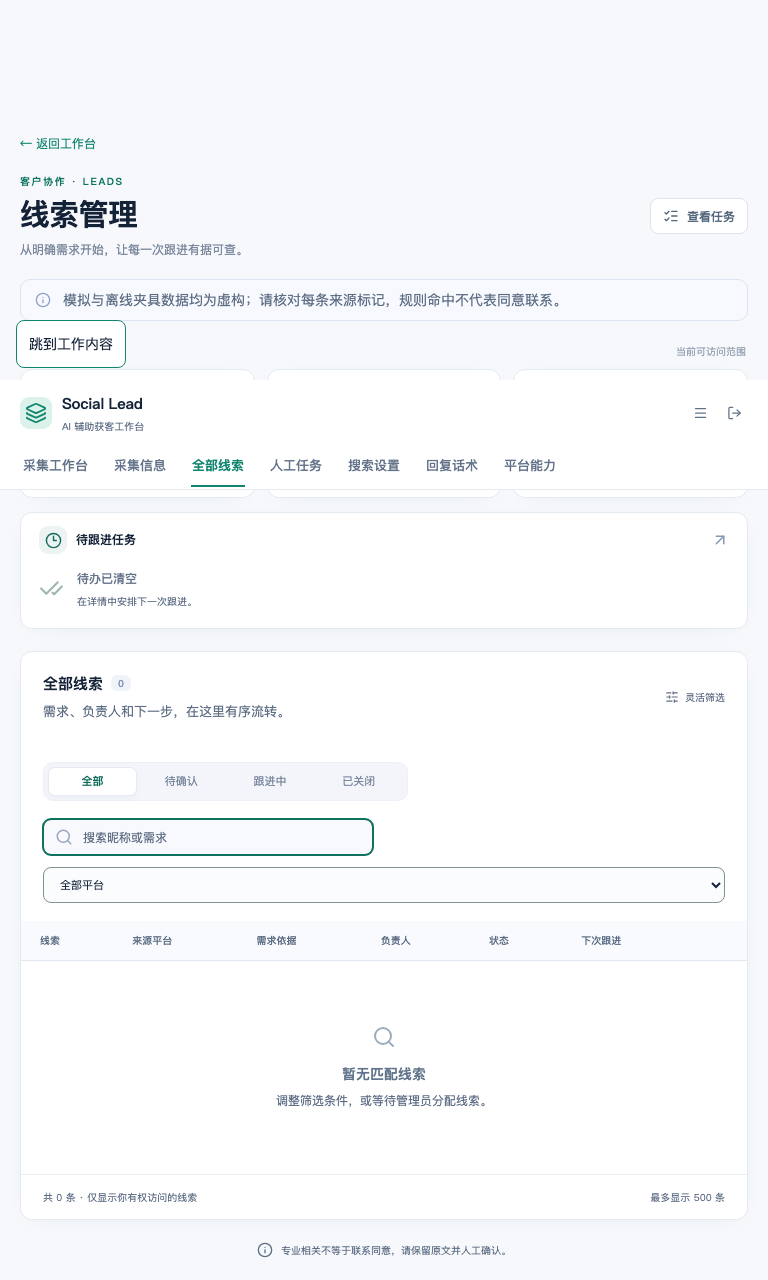 ← 返回工作台
客户协作 · LEADS
线索管理
查看任务
从明确需求开始，让每一次跟进有据可查。
模拟与离线夹具数据均为虚构；请核对每条来源标记，规则命中不代表同意联系。
跳到工作内容
当前可访问范围
Social Lead
AI 辅助获客工作台
采集工作台 采集信息 全部线索 人工任务 搜索设置 回复话术 平台能力
待跟进任务
待办已清空
在详情中安排下一次跟进。
全部线索 0
灵活筛选
需求、负责人和下一步，在这里有序流转。
全部 待确认 跟进中 已关闭
搜索昵称或需求
全部平台
线索 来源平台 需求依据 负责人 状态 下次跟进
暂无匹配线索
调整筛选条件，或等待管理员分配线索。
共 0 条 · 仅显示你有权访问的线索 最多显示 500 条
专业相关不等于联系同意，请保留原文并人工确认。